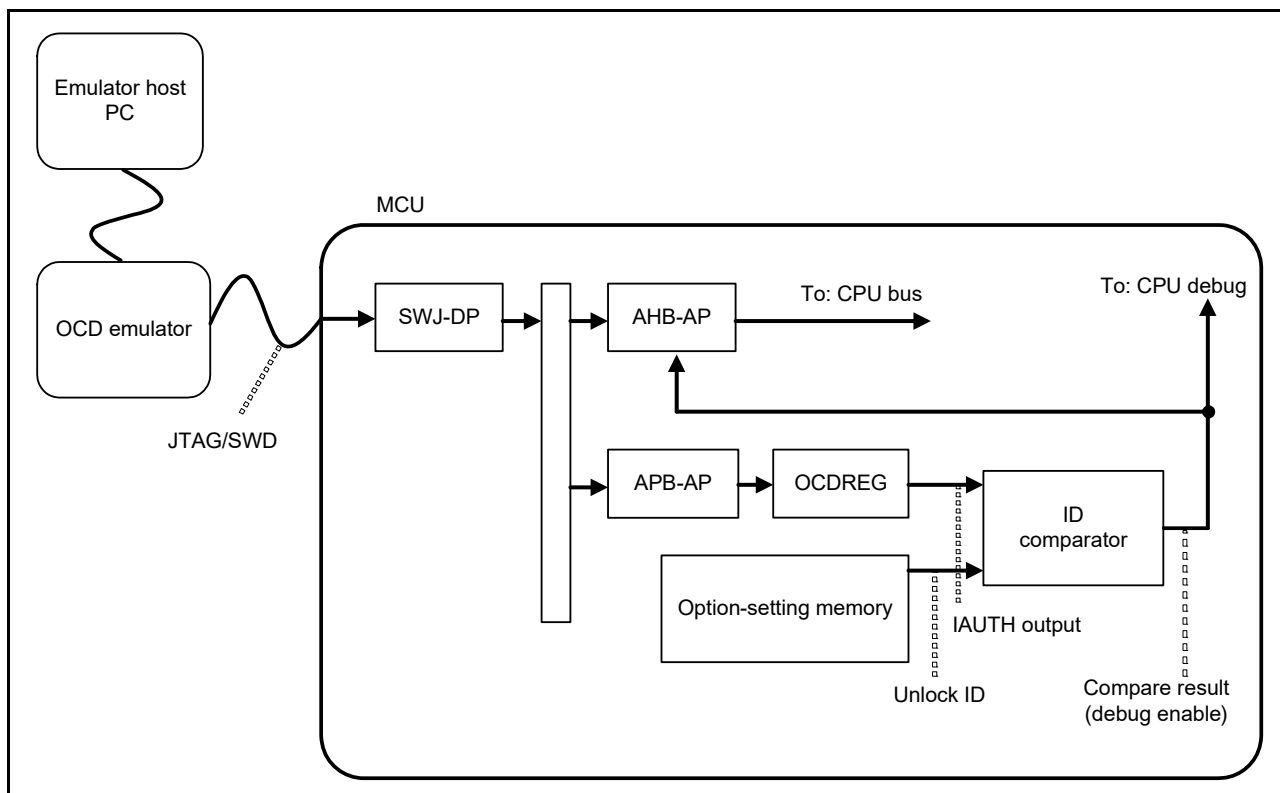 Emulator host
PC
MCU
OCD emulator
SWJ-DP
AHB-AP
To: CPU bus
To: CPU debug
JTAG/SWD
APB-AP
OCDREG
ID
comparator
Option-setting memory
IAUTH output
Unlock ID
Compare result
(debug enable)